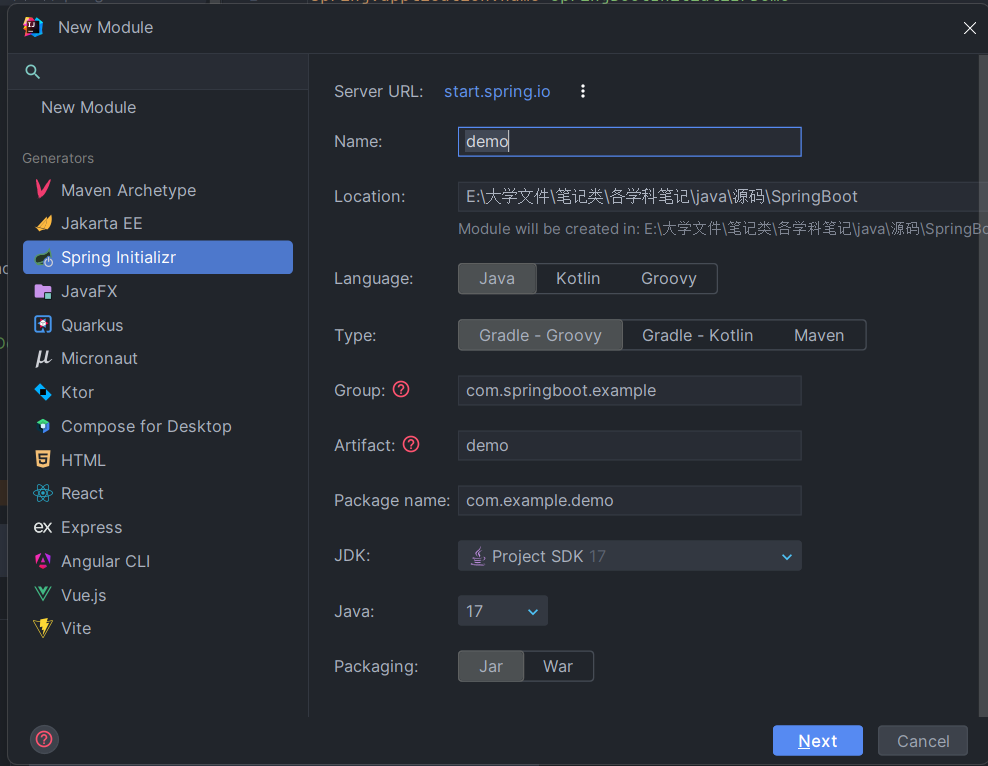 New Module
Server URL: start.spring.io
New Module
Name: demo
Generators
Maven Archetype
Location: E:\大学文件\笔记类\各学科笔记\java\源码\SpringBoot
Jakarta EE
Module will be created in: E:\大学文件\笔记类\各学科笔记\java\源码\SpringBo
Spring Initializr
Language: Java Kotlin Groovy
JavaFX
Quarkus
Type: Gradle - Groovy Gradle - Kotlin Maven
Micronaut
Ktor
Group: com.springboot.example
Compose for Desktop
Artifact: demo
HTML
React
Package name: com.example.demo
Express
Angular CLI
JDK: Project SDK 17
Vue.js
Java: 17
Vite
Packaging: Jar War
Next Cancel